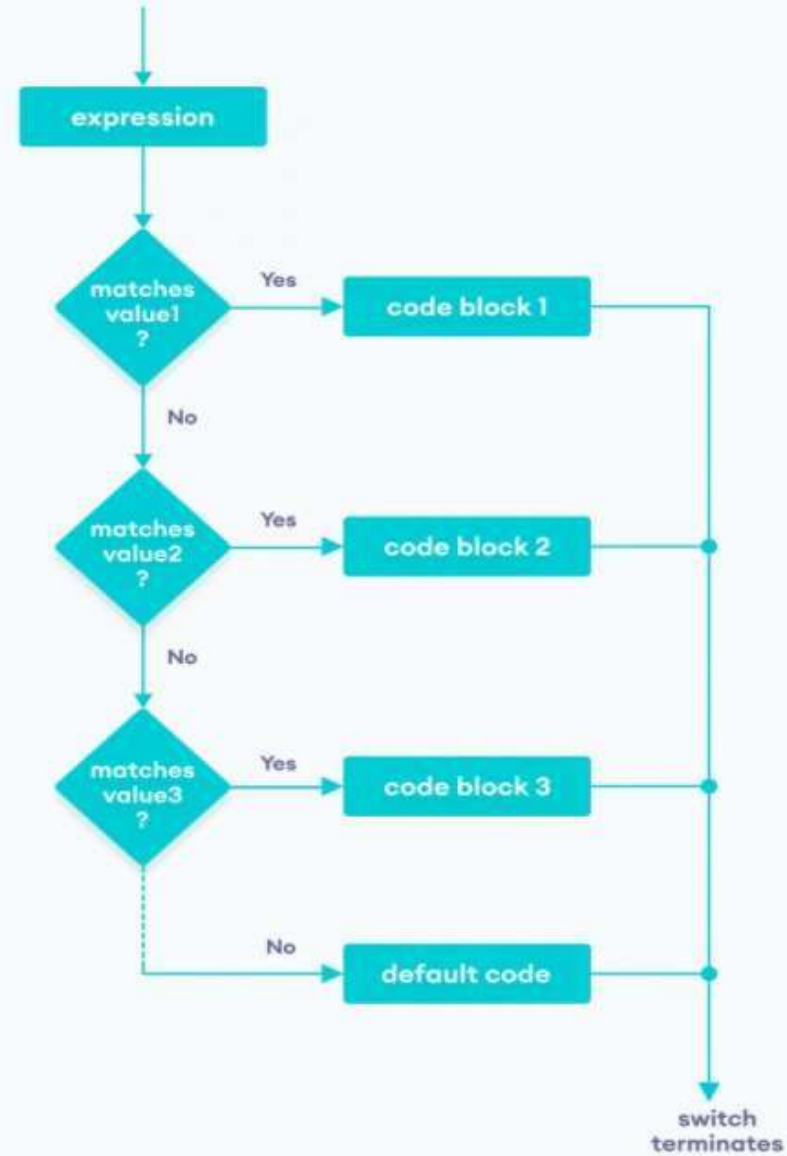 expression
matches
value1
?
Yes
code block 1
No
matches
value2
?
Yes
code block 2
No
matches
value3
?
Yes
code block 3
No
default code
switch
terminates